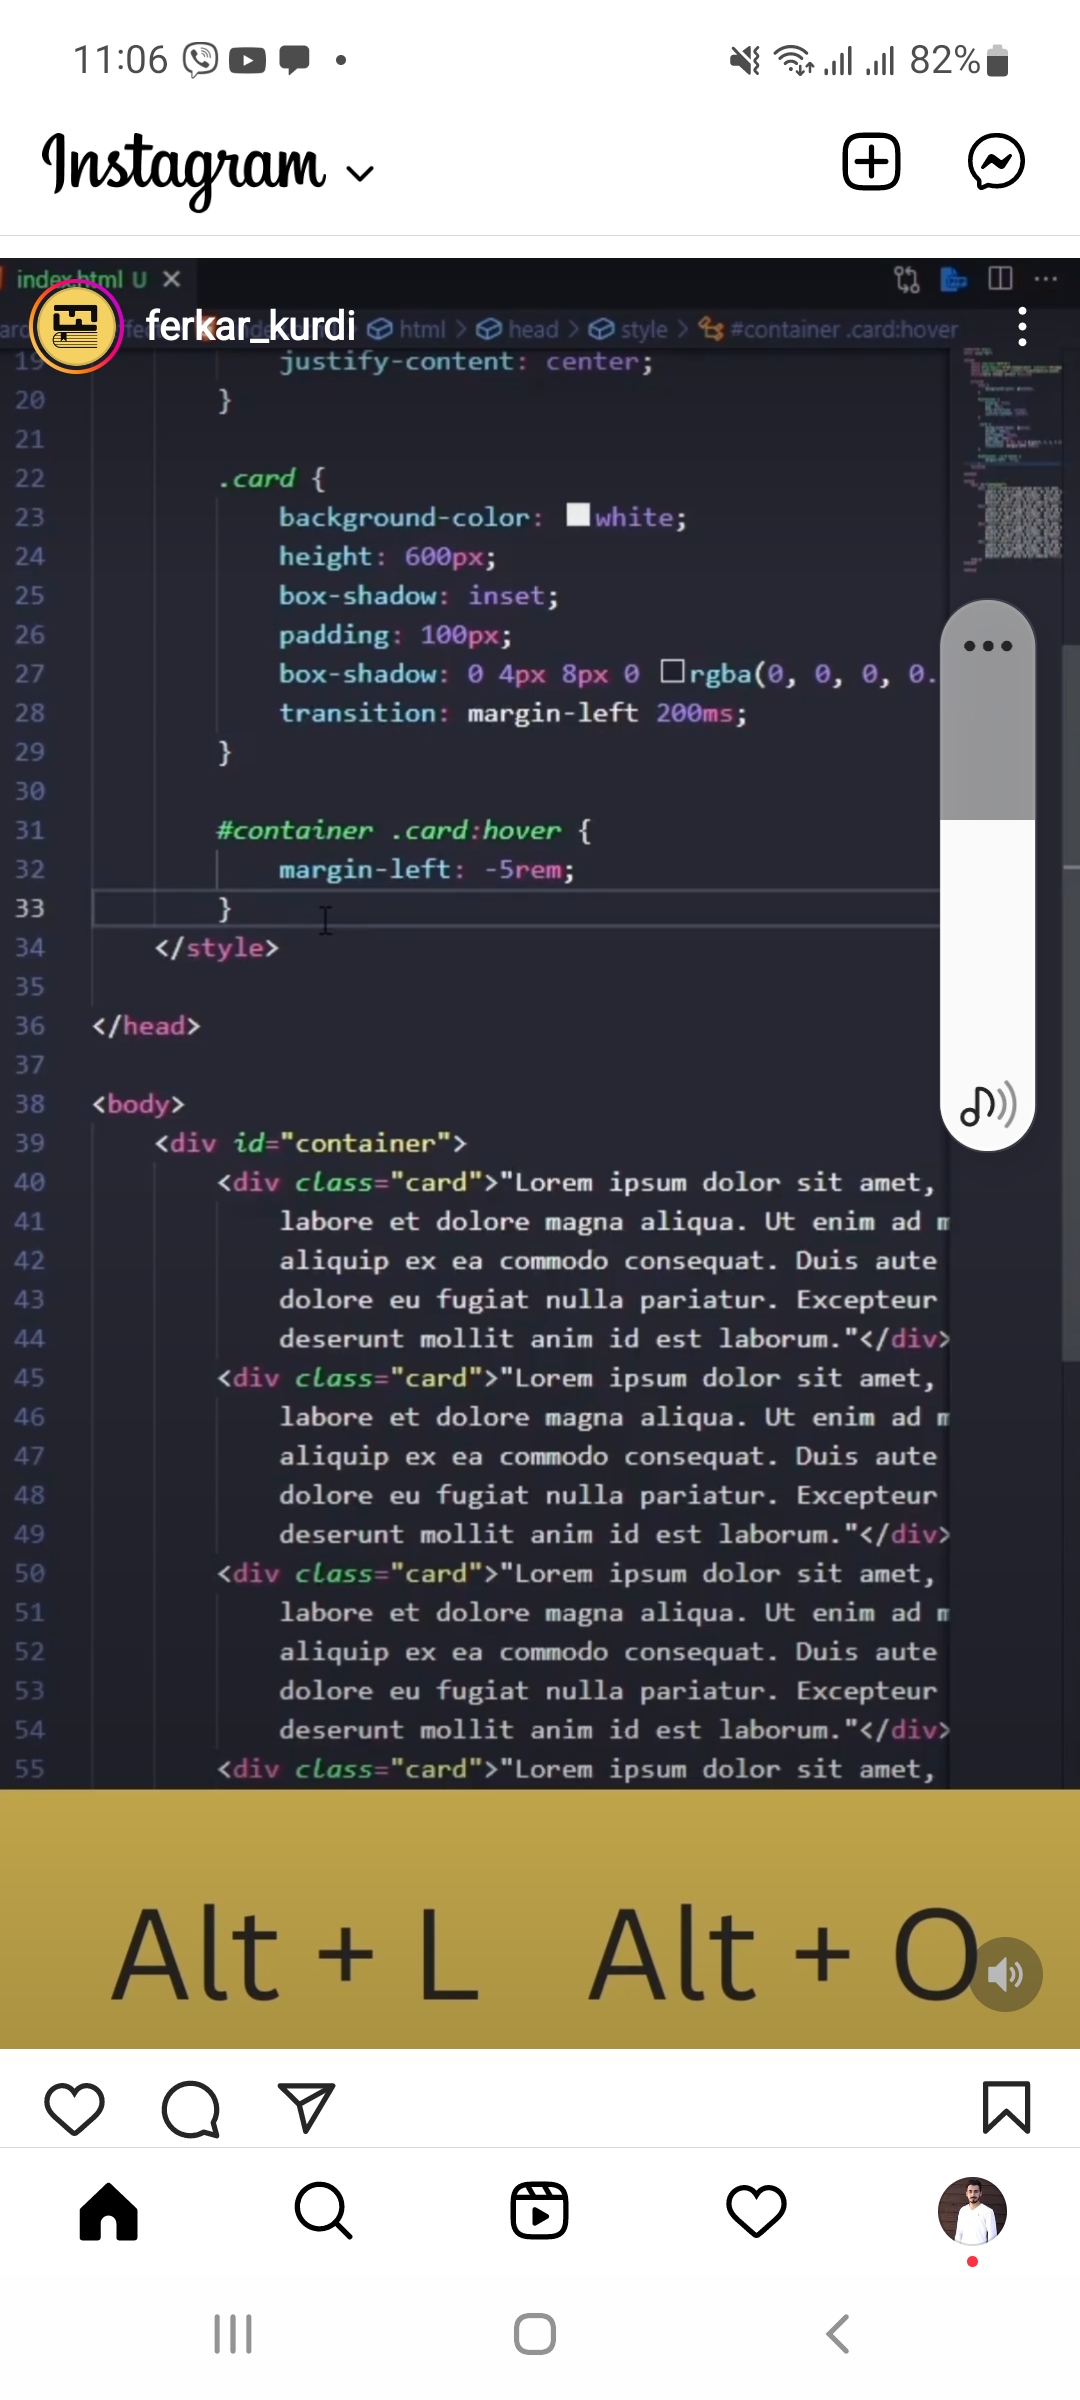 11:06
82%
Instagram
index.html U
ferkar_kurdi
html > head > style > #container .card:hover
19 justify-content: center;
20 }
21
22 .card {
23 background-color: white;
24 height: 600px;
25 box-shadow: inset;
26 padding: 100px;
27 box-shadow: 0 4px 8px 0 rgba(0, 0, 0, 0.
28 transition: margin-left 200ms;
29 }
30
31 #container .card:hover {
32 margin-left: -5rem;
33 }
34 </style>
35
36 </head>
37
38 <body>
39 <div id="container">
40 <div class="card">"Lorem ipsum dolor sit amet,
41 labore et dolore magna aliqua. Ut enim ad m
42 aliquip ex ea commodo consequat. Duis aute
43 dolore eu fugiat nulla pariatur. Excepteur
44 deserunt mollit anim id est laborum."</div>
45 <div class="card">"Lorem ipsum dolor sit amet,
46 labore et dolore magna aliqua. Ut enim ad m
47 aliquip ex ea commodo consequat. Duis aute
48 dolore eu fugiat nulla pariatur. Excepteur
49 deserunt mollit anim id est laborum."</div>
50 <div class="card">"Lorem ipsum dolor sit amet,
51 labore et dolore magna aliqua. Ut enim ad m
52 aliquip ex ea commodo consequat. Duis aute
53 dolore eu fugiat nulla pariatur. Excepteur
54 deserunt mollit anim id est laborum."</div>
55 <div class="card">"Lorem ipsum dolor sit amet,
Alt + L Alt + O